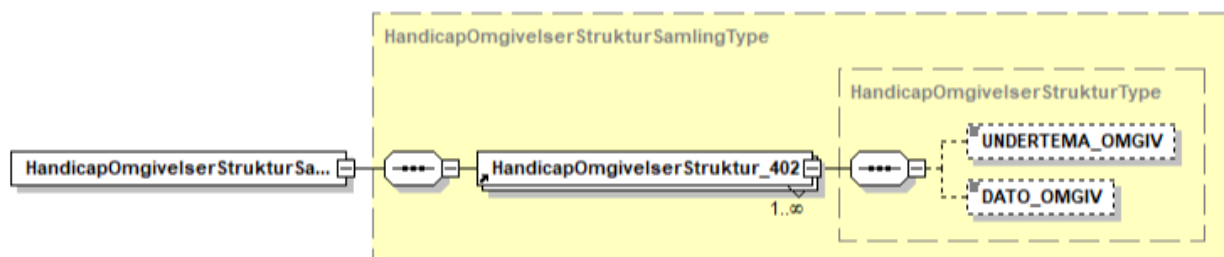 HandicapOmgivelserStrukturSamlingType
HandicapOmgivelserStrukturType
UNDERTEMA_OMGIV
HandicapOmgivelserStrukturSa...
HandicapOmgivelserStruktur_402
DATO_OMGIV
1..∞